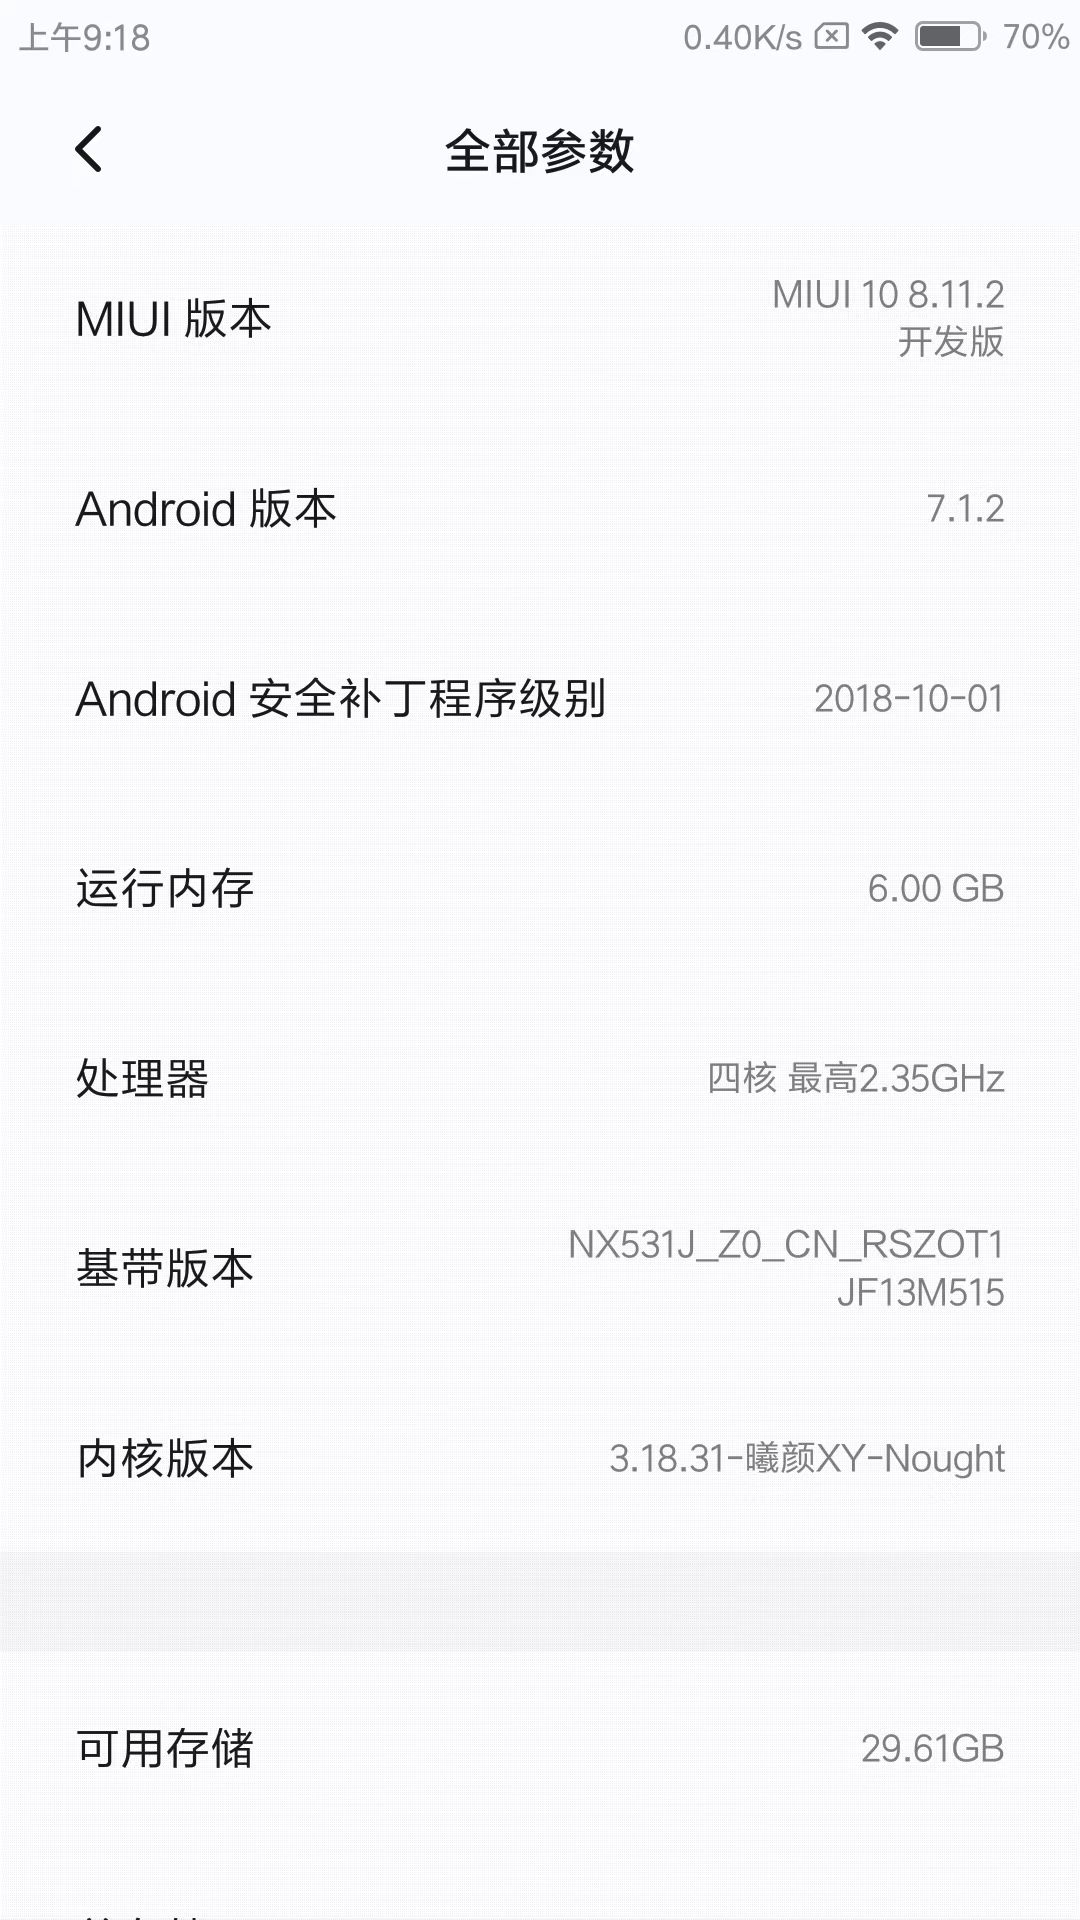 上午9:18 0.40K/s 70%
全部参数
MIUI 版本 MIUI 10 8.11.2
开发版
Android 版本 7.1.2
Android 安全补丁程序级别 2018-10-01
运行内存 6.00 GB
处理器 四核 最高2.35GHz
基带版本 NX531J_Z0_CN_RSZOT1
JF13M515
内核版本 3.18.31-曦颜XY-Nought
可用存储 29.61GB